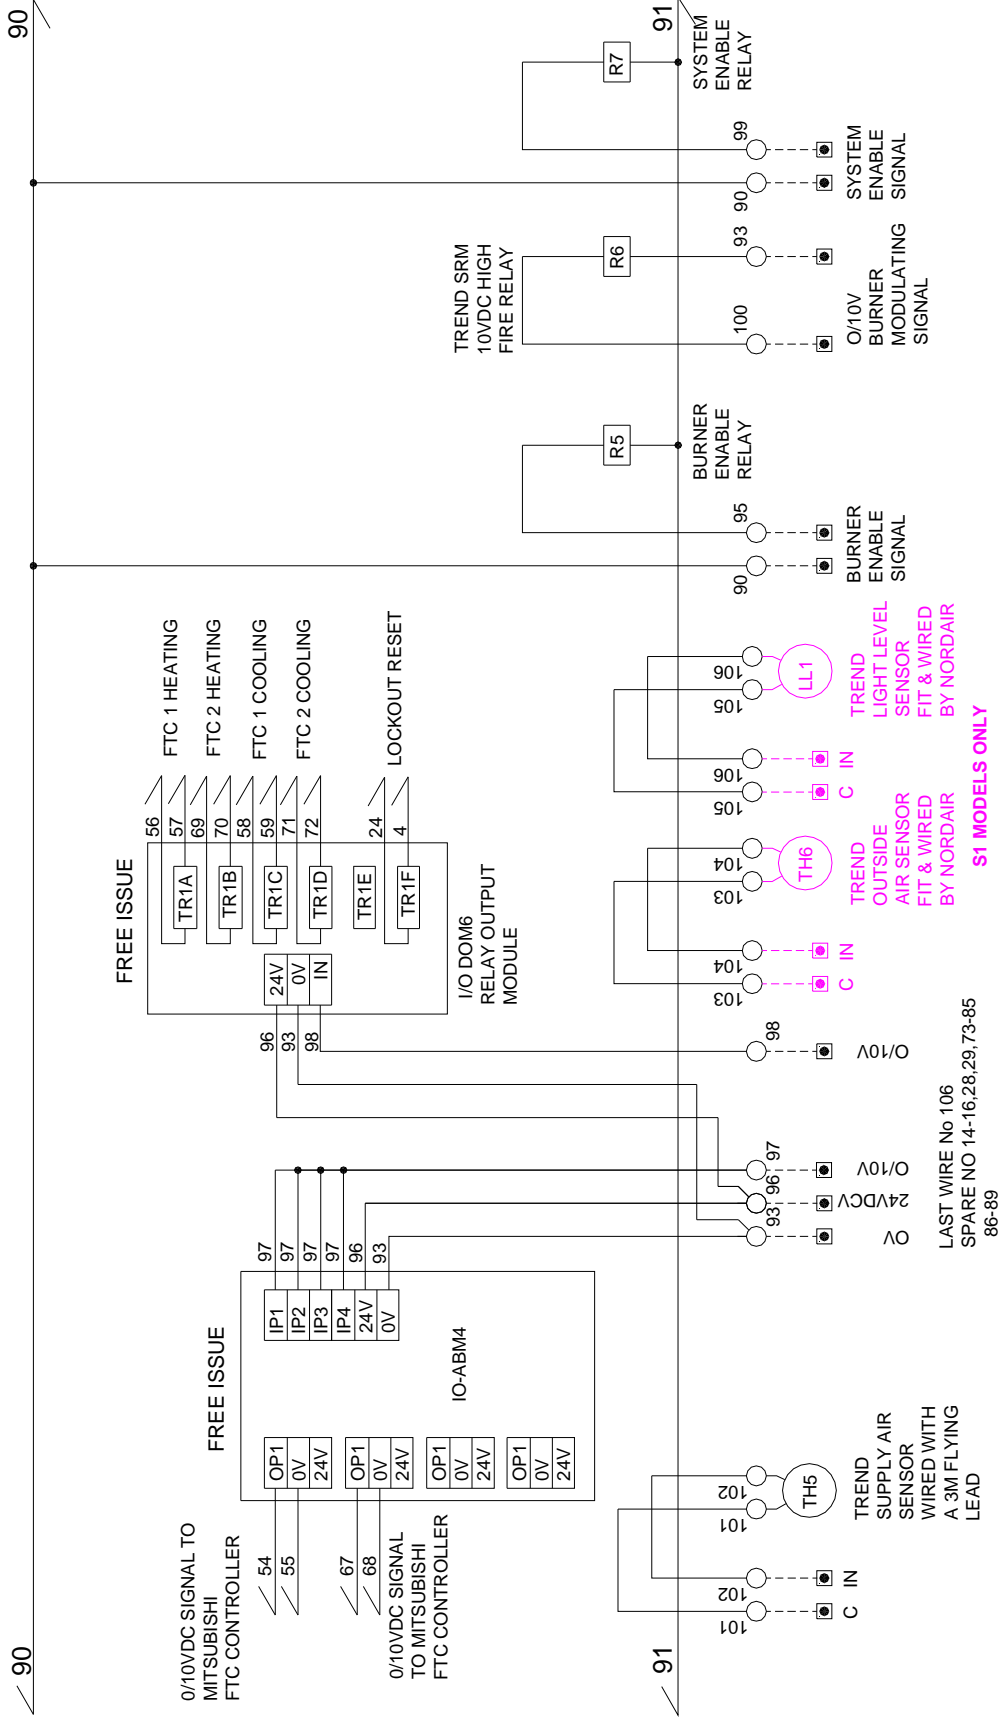 90
90
0/10VDC SIGNAL TO
MITSUBISHI
FTC CONTROLLER
54
55
67
68
0/10VDC SIGNAL
TO MITSUBISHI
FTC CONTROLLER
FREE ISSUE
OP1
0V
24V
OP1
0V
24V
OP1
0V
24V
OP1
0V
24V
IO-ABM4
IP1
IP2
IP3
IP4
24V
0V
97
97
97
97
96
93
FREE ISSUE
96
93
98
24V
0V
IN
TR1A
TR1B
TR1C
TR1D
TR1E
TR1F
I/O DOM6
RELAY OUTPUT
MODULE
56
57
69
70
58
59
71
72
24
4
FTC 1 HEATING
FTC 2 HEATING
FTC 1 COOLING
FTC 2 COOLING
LOCKOUT RESET
TREND SRM
10VDC HIGH
FIRE RELAY
R5
R6
R7
91
91
BURNER
ENABLE
RELAY
SYSTEM
ENABLE
RELAY
101
102
101
102
C
IN
TH5
TREND
SUPPLY AIR
SENSOR
WIRED WITH
A 3M FLYING
LEAD
93
96
97
98
OV
24VDCV
O/10V
O/10V
LAST WIRE No 106
SPARE NO 14-16,28,29,73-85
86-89
103
104
103
104
C
IN
TH6
TREND
OUTSIDE
AIR SENSOR
FIT & WIRED
BY NORDAIR
105
106
105
106
C
IN
LL1
TREND
LIGHT LEVEL
SENSOR
FIT & WIRED
BY NORDAIR
S1 MODELS ONLY
90
95
BURNER
ENABLE
SIGNAL
100
93
O/10V
BURNER
MODULATING
SIGNAL
90
99
SYSTEM
ENABLE
SIGNAL